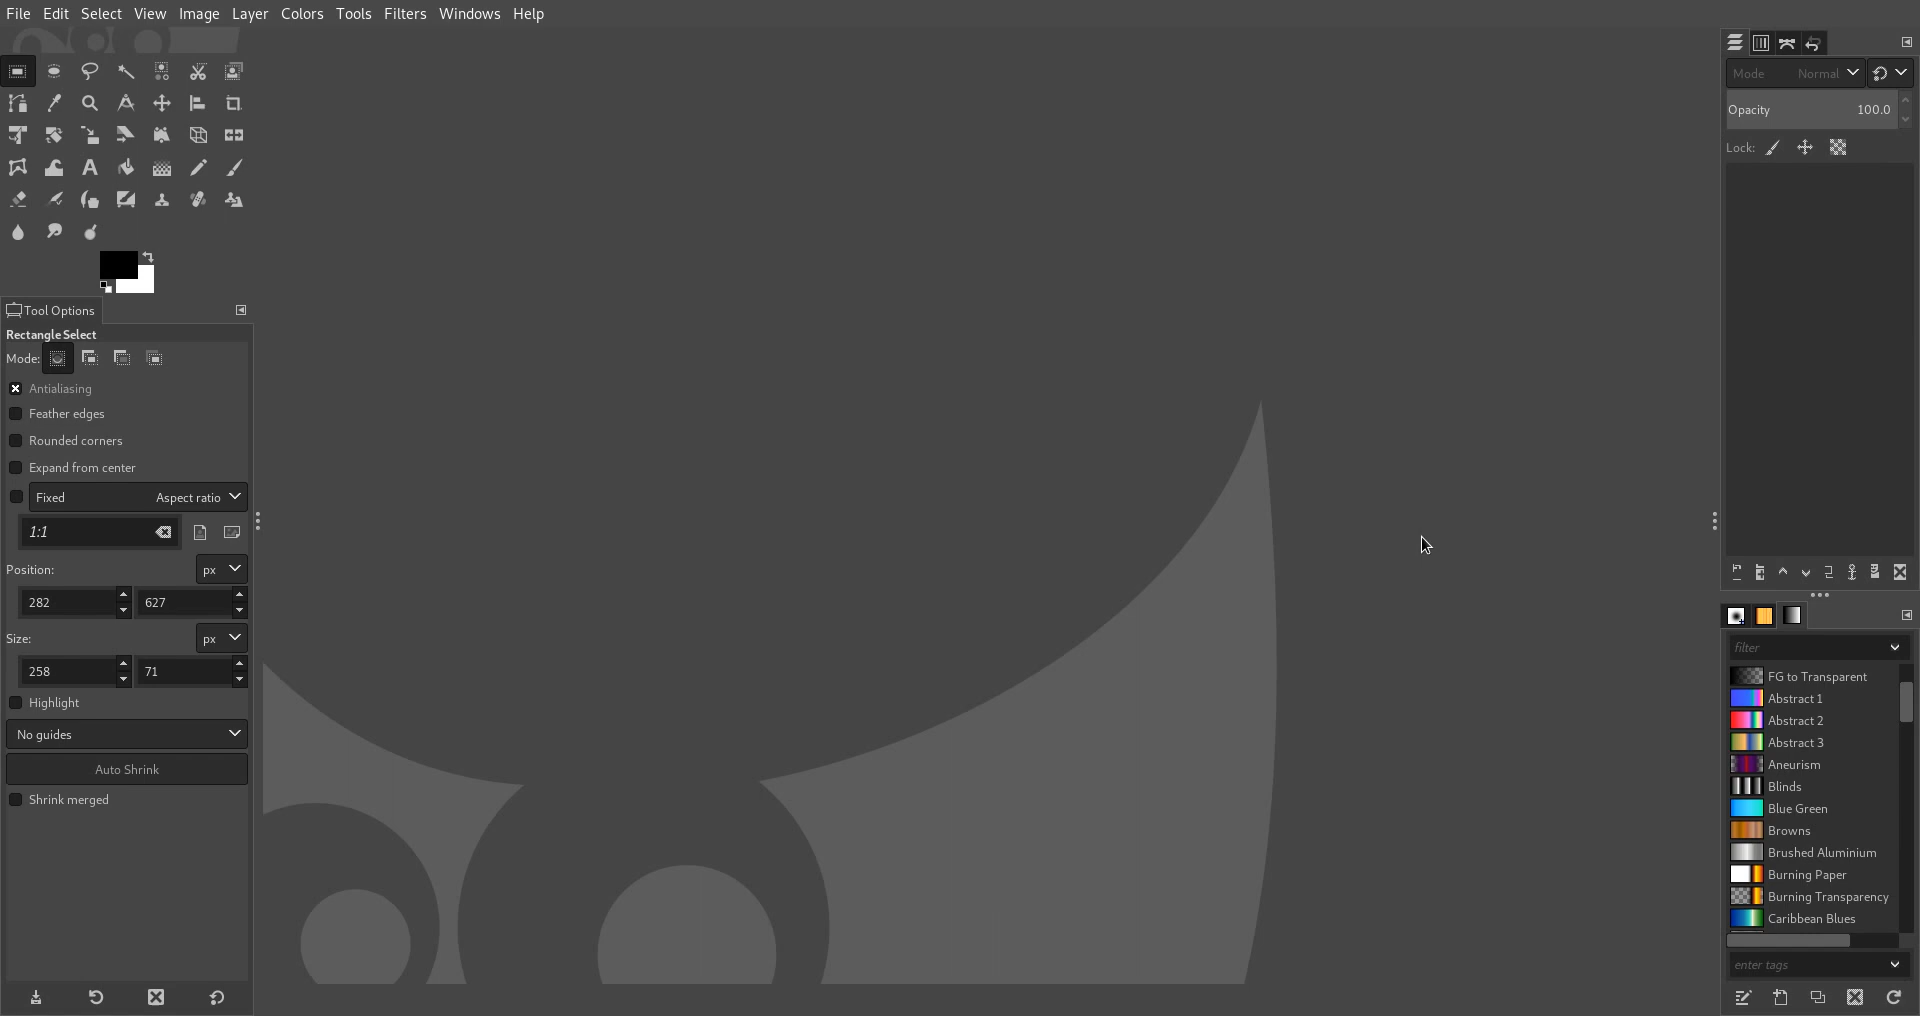 File Edit Select View Image Layer Colors Tools Filters Windows Help
Tool Options
Rectangle Select
Mode:
Antialiasing
Feather edges
Rounded corners
Expand from center
Fixed Aspect ratio
1:1
Position: px
282 627
Size: px
258 71
Highlight
No guides
Auto Shrink
Shrink merged
Mode Normal
Opacity 100.0
Lock:
filter
FG to Transparent
Abstract 1
Abstract 2
Abstract 3
Aneurism
Blinds
Blue Green
Browns
Brushed Aluminium
Burning Paper
Burning Transparency
Caribbean Blues
enter tags